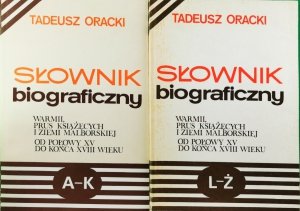 TADEUSZ ORACKI
SŁOWNIK
biograficzny
WARMII,
PRUS KSIĄŻĘCYCH
I ZIEMI MALBORSKIEJ
OD POŁOWY XV
DO KOŃCA XVIII WIEKU
A-K
TADEUSZ ORACKI
SŁOWNIK
biograficzny
WARMII,
PRUS KSIĄŻĘCYCH
I ZIEMI MALBORSKIEJ
OD POŁOWY XV
DO KOŃCA XVIII WIEKU
L-Ż